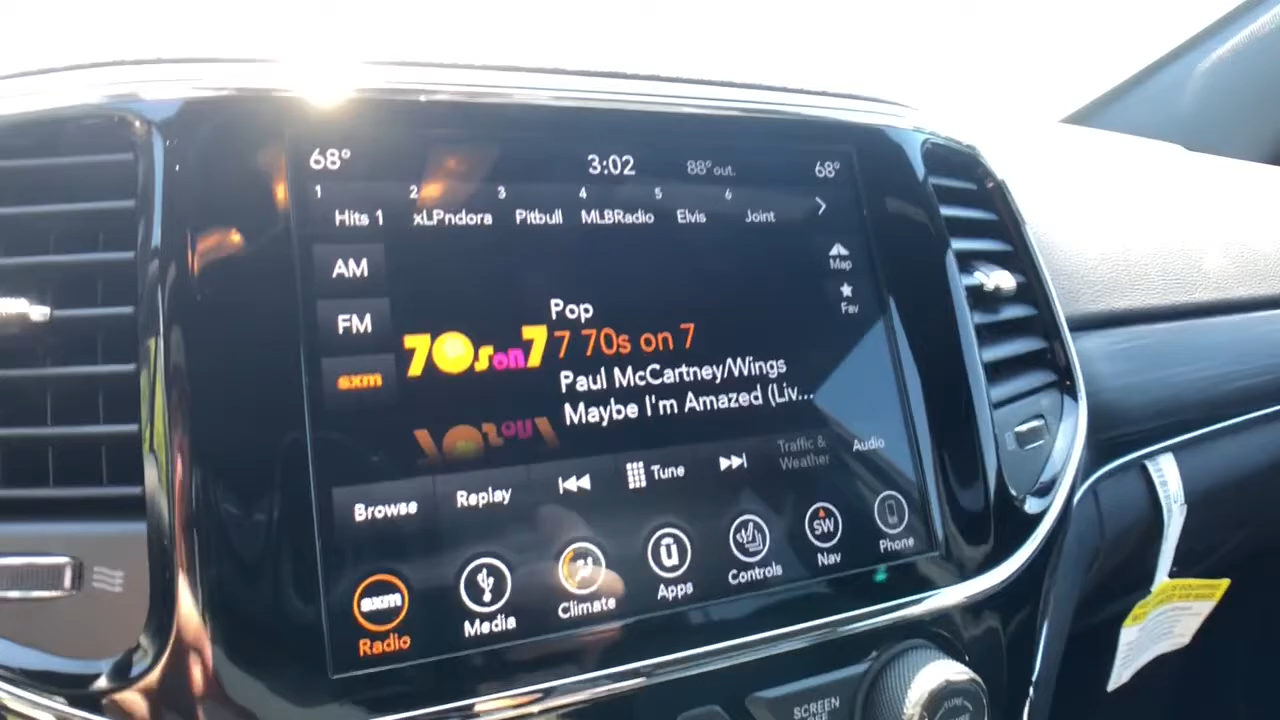 68° 3:02 88° out. 68°
1 2 3 4 5 6
Hits 1 xLPndora Pitbull MLBRadio Elvis Joint
AM
Map
FM
Fav
sxm
Pop
70s on 7
7 70s on 7
Paul McCartney/Wings
Maybe I'm Amazed (Liv...
Browse Replay Tune Traffic & Weather Audio
sxm
SW
Radio Media Climate Apps Controls Nav Phone
SCREEN
TUNE